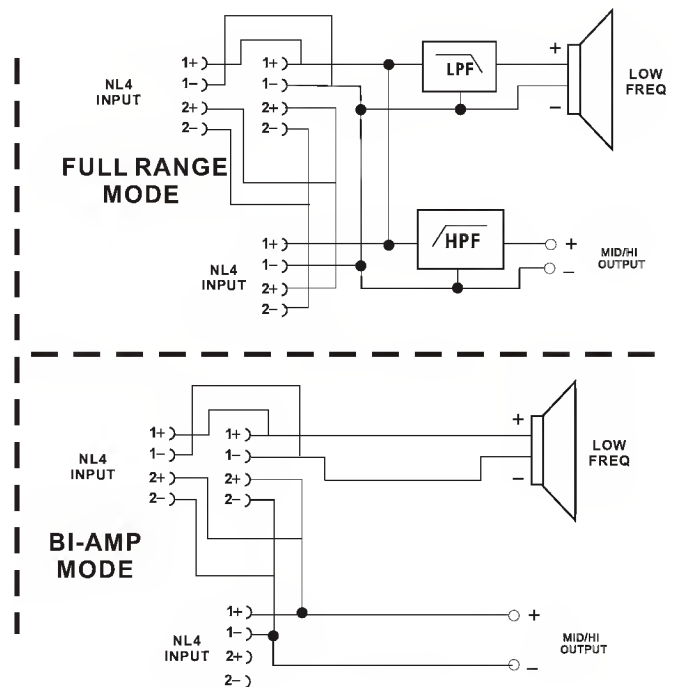 1+ 1+
1– 1–
2+ 2+
2– 2–
NL4
INPUT
LPF
+
–
LOW
FREQ
FULL RANGE
MODE
1+
1–
2+
2–
NL4
INPUT
HPF
+
–
MID/HI
OUTPUT
1+ 1+
1– 1–
2+ 2+
2– 2–
NL4
INPUT
+
–
LOW
FREQ
BI-AMP
MODE
1+
1–
2+
2–
NL4
INPUT
+
–
MID/HI
OUTPUT